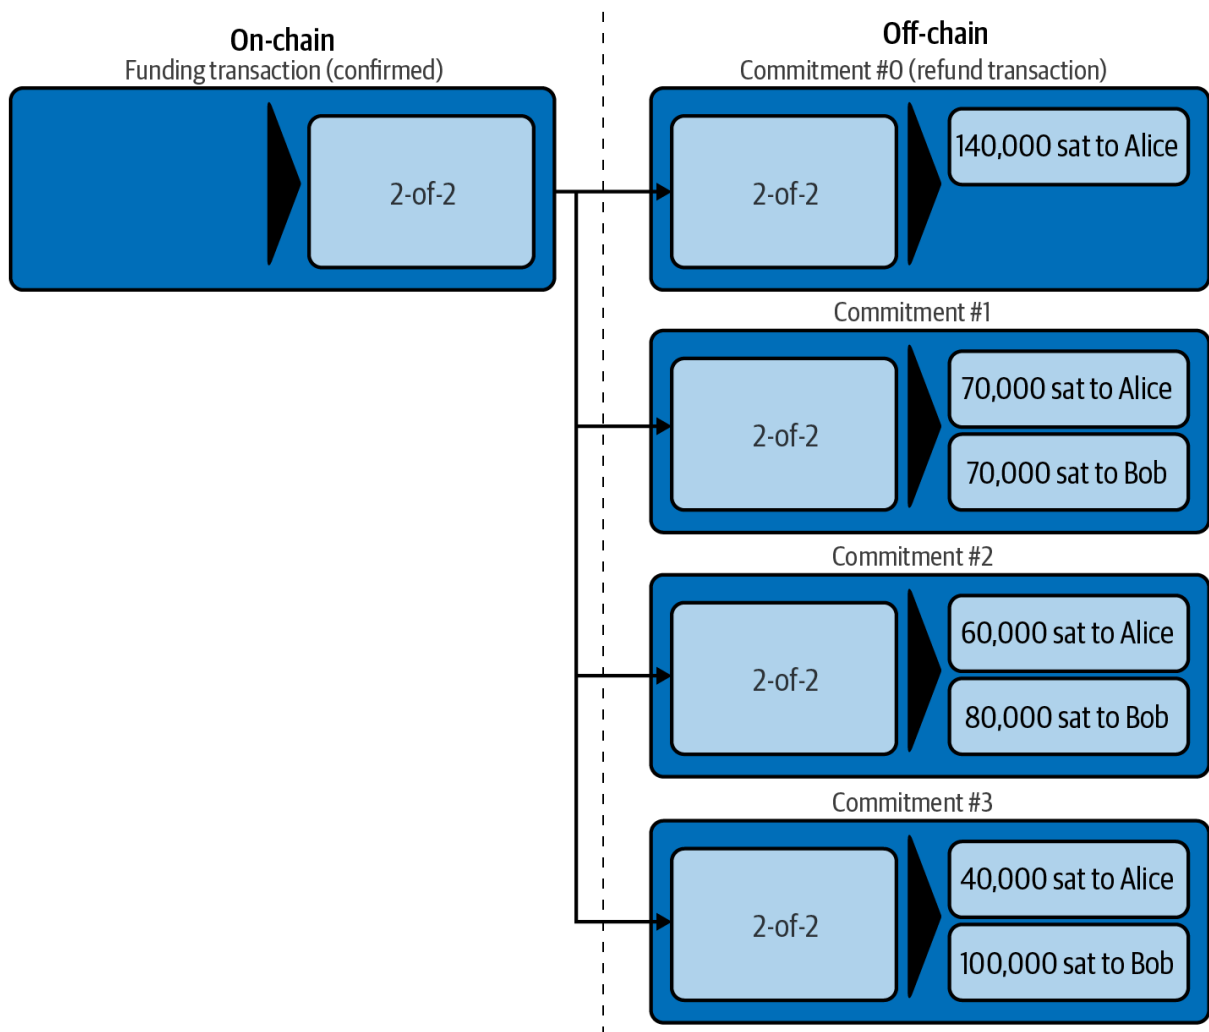 On-chain
Funding transaction (confirmed)
2-of-2
Off-chain
Commitment #0 (refund transaction)
2-of-2
140,000 sat to Alice
Commitment #1
2-of-2
70,000 sat to Alice
70,000 sat to Bob
Commitment #2
2-of-2
60,000 sat to Alice
80,000 sat to Bob
Commitment #3
2-of-2
40,000 sat to Alice
100,000 sat to Bob